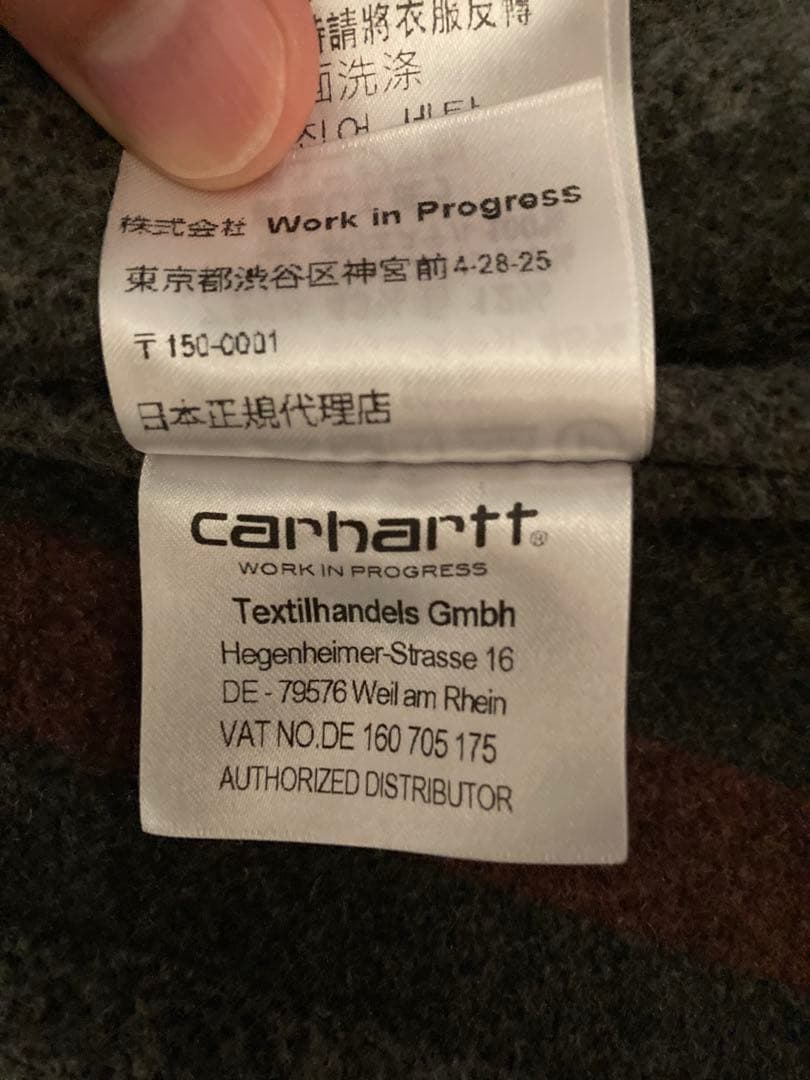 時請將衣服反轉
面洗涤
株式会社 Work in Progress
東京都渋谷区神宮前4-28-25
〒150-0001
日本正規代理店
carhartt®
WORK IN PROGRESS
Textilhandels Gmbh
Hegenheimer-Strasse 16
DE - 79576 Weil am Rhein
VAT NO.DE 160 705 175
AUTHORIZED DISTRIBUTOR